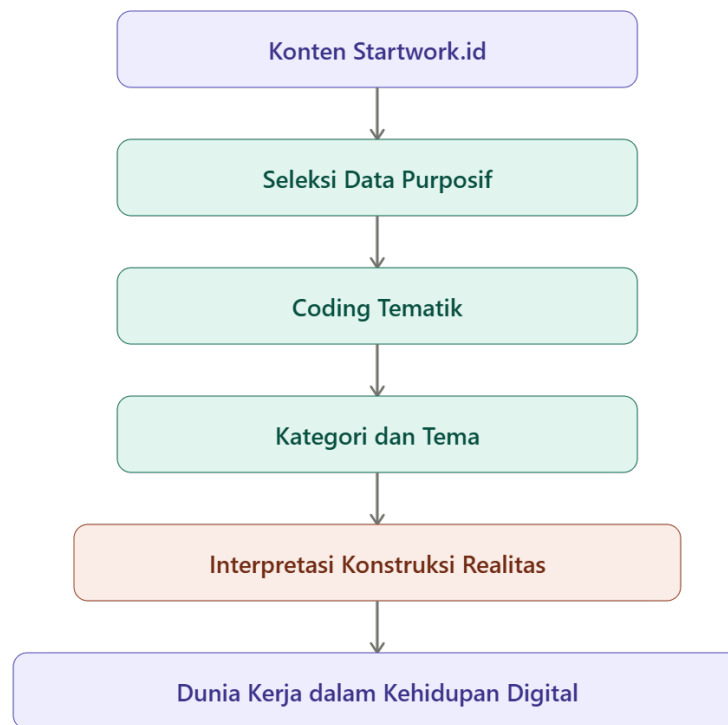 Konten Startwork.id
Seleksi Data Purposif
Coding Tematik
Kategori dan Tema
Interpretasi Konstruksi Realitas
Dunia Kerja dalam Kehidupan Digital